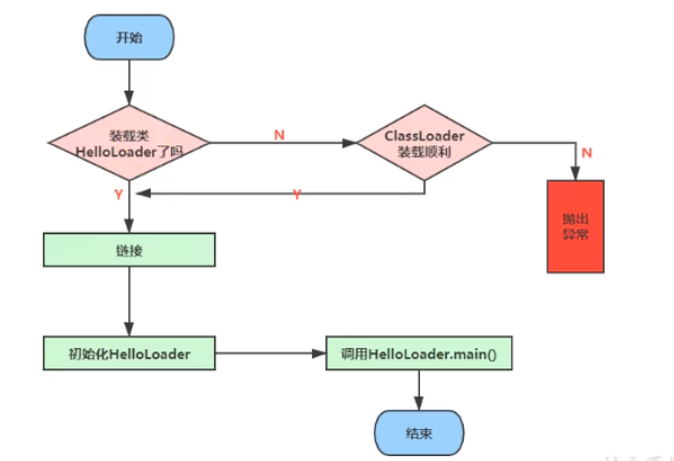 开始
装载类
HelloLoader了吗
N
ClassLoader
装载顺利
N
Y
Y
抛出
异常
链接
初始化HelloLoader
调用HelloLoader.main()
结束